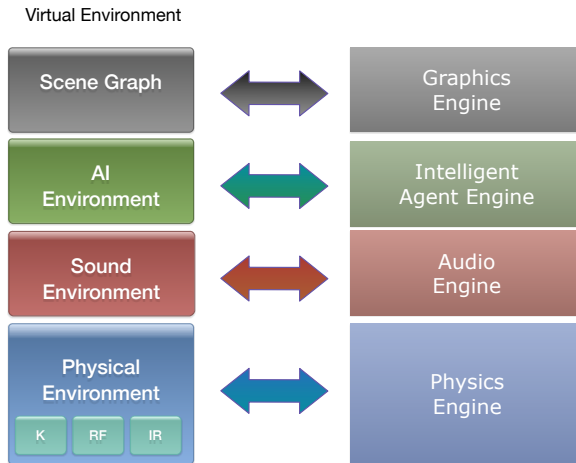 Virtual Environment
Scene Graph
Graphics
Engine
AI
Environment
Intelligent
Agent Engine
Sound
Environment
Audio
Engine
Physical
Environment
K RF IR
Physics
Engine